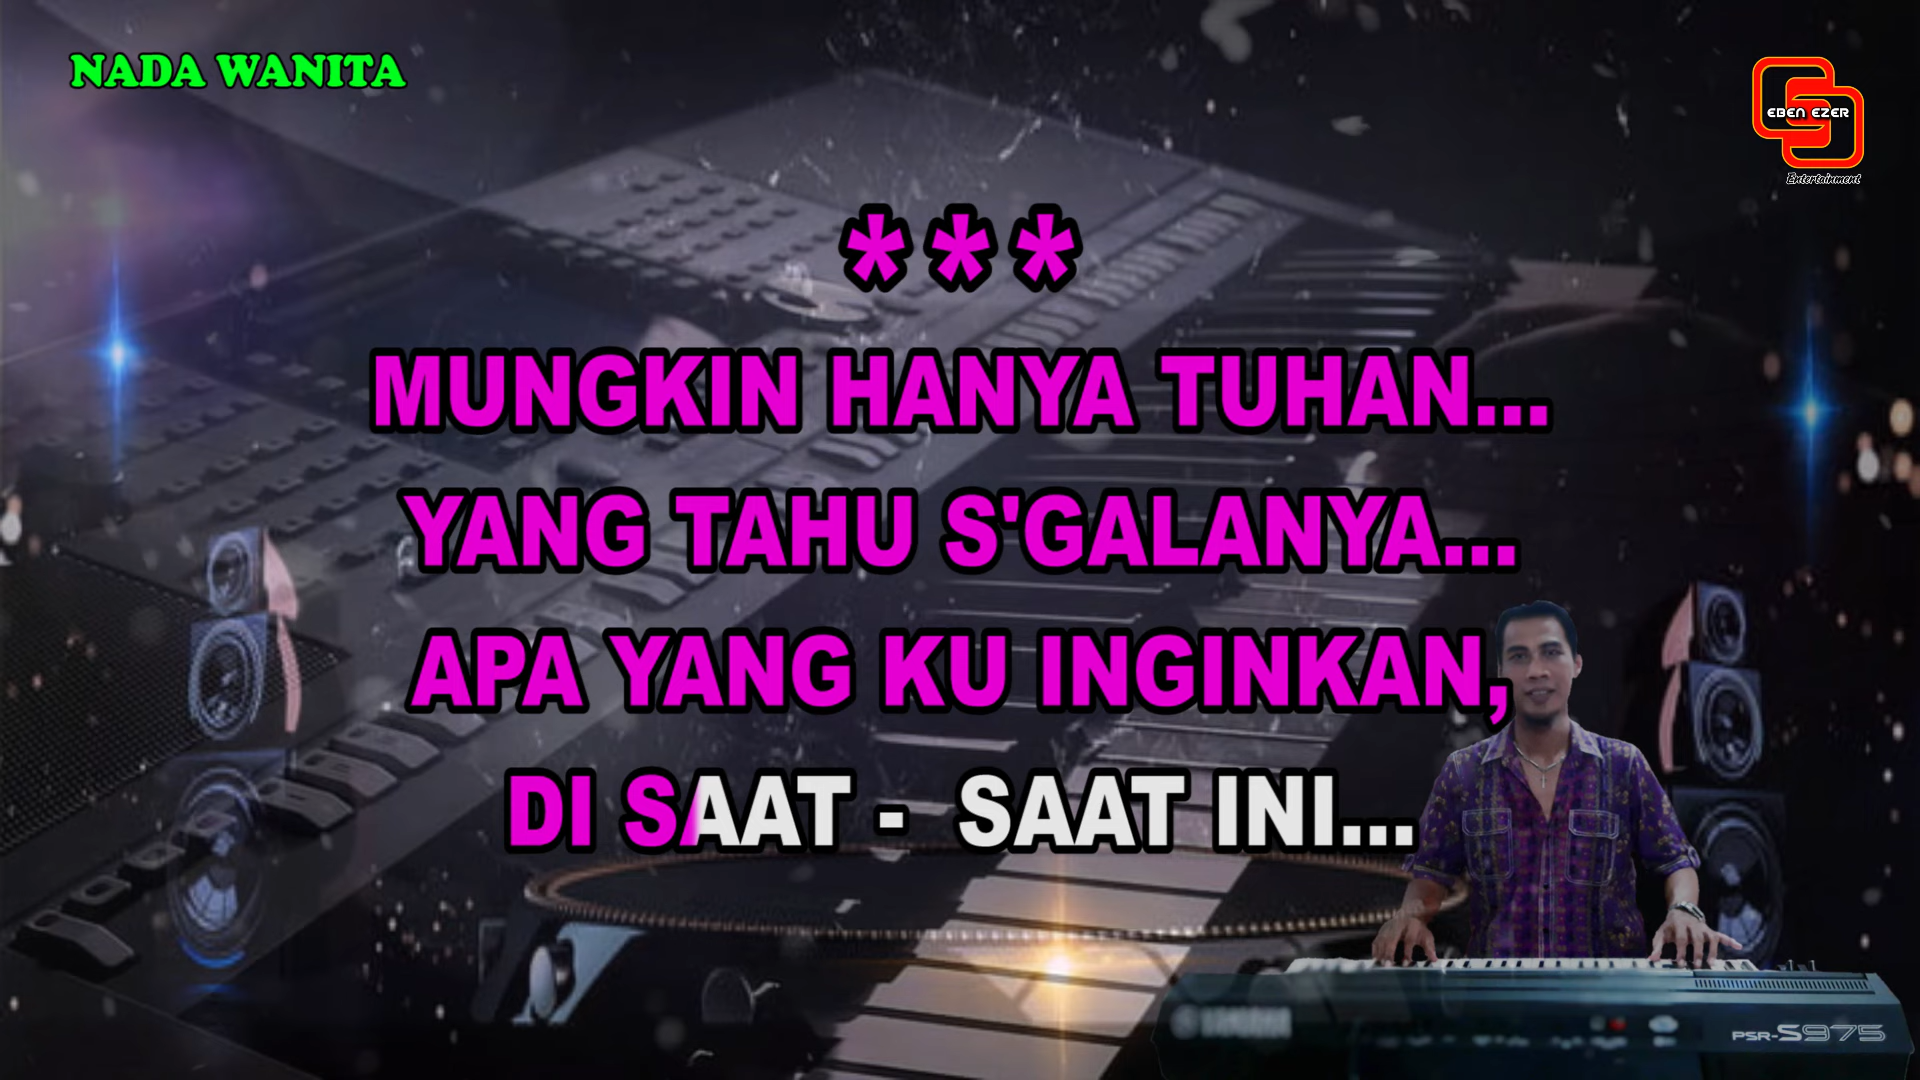 NADA WANITA
EBEN EZER
Entertainment
***
MUNGKIN HANYA TUHAN...
YANG TAHU S'GALANYA...
APA YANG KU INGINKAN,
DI SAAT - SAAT INI...
PSR-S975